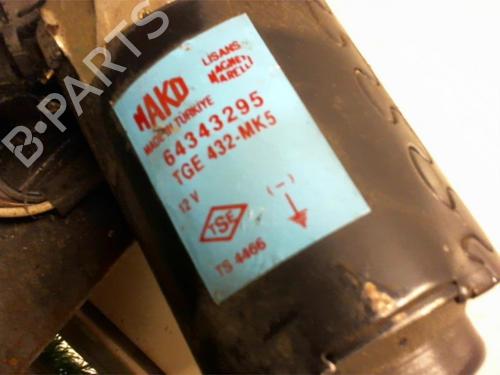 B-PARTS
MAKO
LISANS
MAGNETI
MARELLI
MADE IN TURKIYE
64343295
TGE 432-MK5
12 V
(-)
TSE
TS 4466